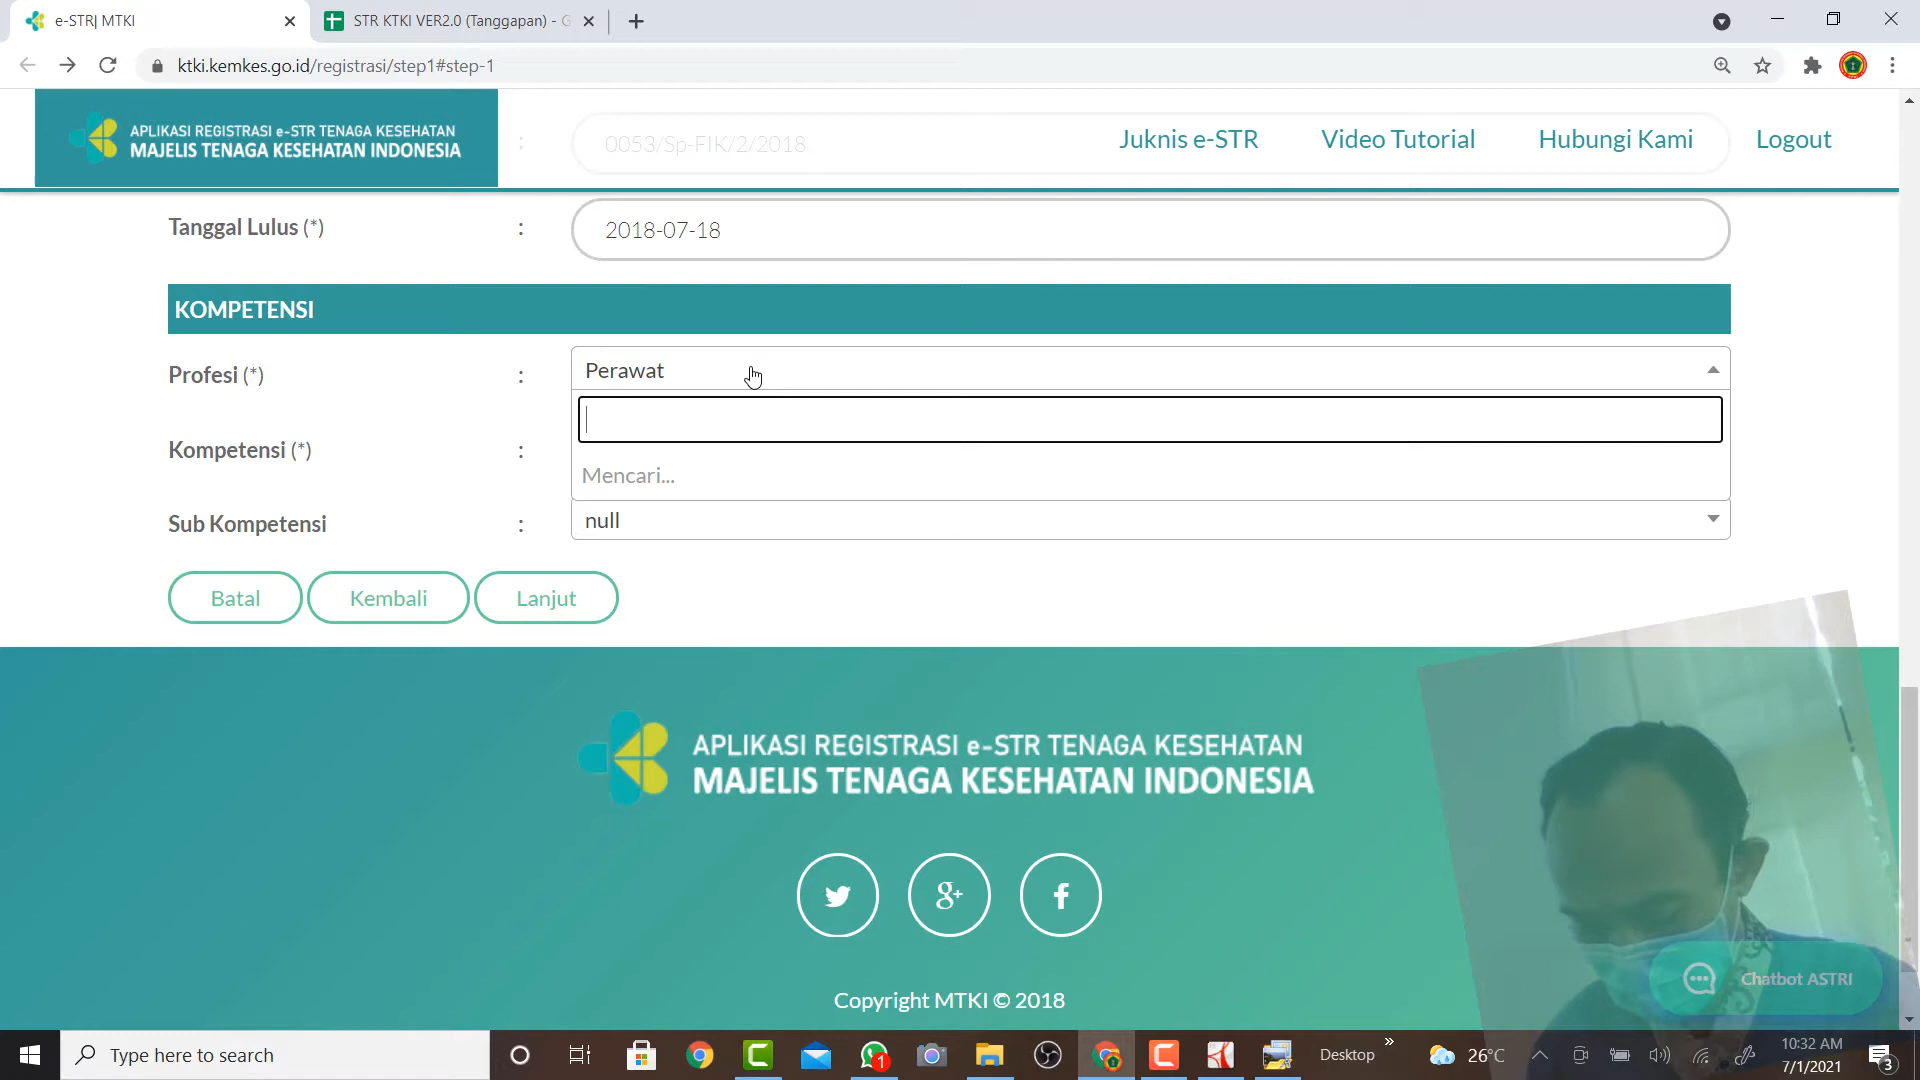 e-STR| MTKI
STR KTKI VER2.0 (Tanggapan) - G
ktki.kemkes.go.id/registrasi/step1#step-1
APLIKASI REGISTRASI e-STR TENAGA KESEHATAN
MAJELIS TENAGA KESEHATAN INDONESIA
:
0053/Sp-FIK/2/2018
Juknis e-STR
Video Tutorial
Hubungi Kami
Logout
Tanggal Lulus (*)
:
2018-07-18
KOMPETENSI
Profesi (*)
:
Perawat
Kompetensi (*)
:
Mencari...
Sub Kompetensi
:
null
Batal
Kembali
Lanjut
APLIKASI REGISTRASI e-STR TENAGA KESEHATAN
MAJELIS TENAGA KESEHATAN INDONESIA
Chatbot ASTRI
Copyright MTKI © 2018
Type here to search
1
Desktop
»
26°C
10:32 AM
7/1/2021
3